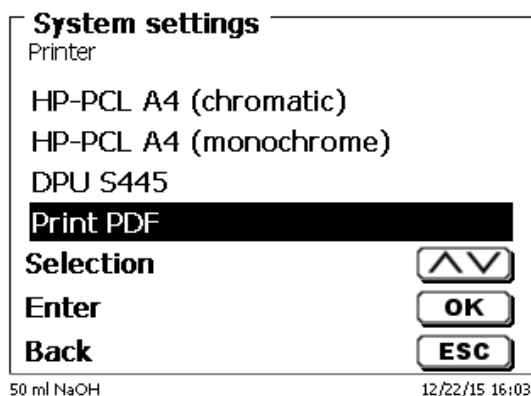 System settings
Printer
HP-PCL A4 (chromatic)
HP-PCL A4 (monochrome)
DPU S445
Print PDF
Selection
Enter OK
Back ESC
50 ml NaOH 12/22/15 16:03